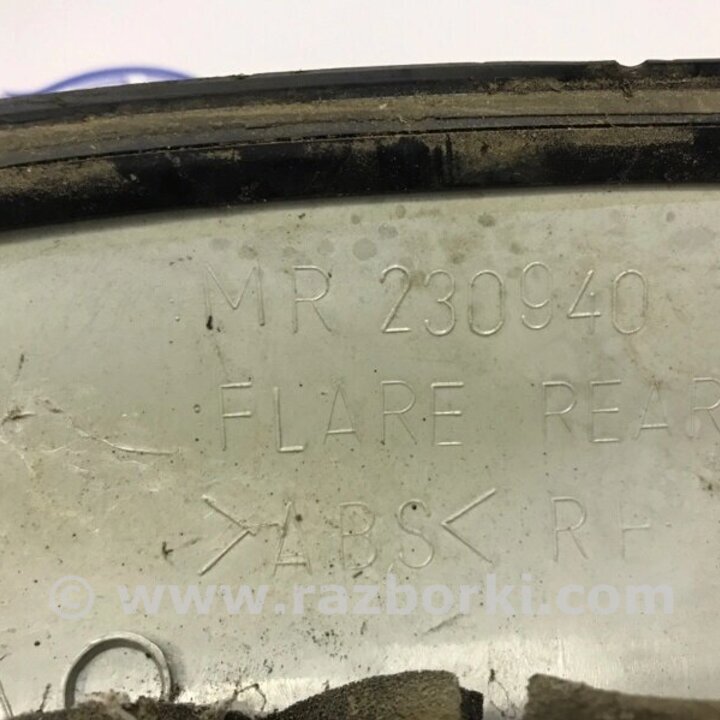 MR 230940
FLARE REAR
>ABS< RH
© www.razborki.com